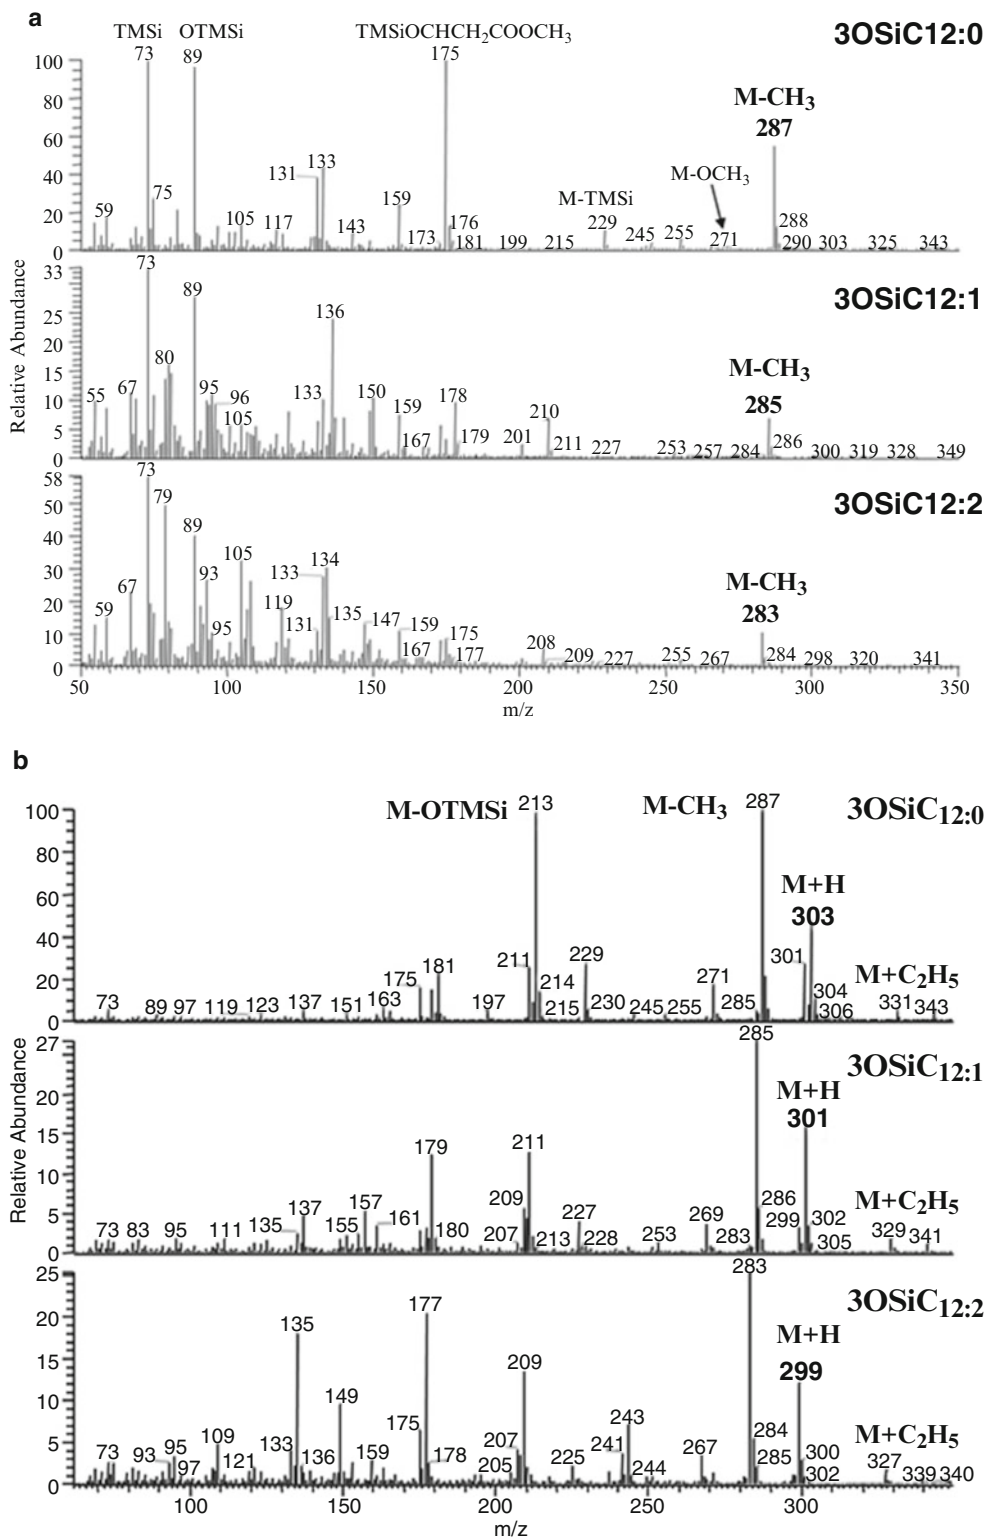 a
TMSi OTMSi TMSiOCHCH₂COOCH₃ 3OSiC12:0
73 89 175
100
80
60
40
20
0
M-CH₃
287
M-OCH₃
M-TMSi
59 75 105 117 131 133 143 159 173 176 181 199 215 229 245 255 271 288 290 303 325 343
Relative Abundance
3OSiC12:1
33
25
20
15
10
5
0
M-CH₃
285
55 67 73 80 89 95 96 105 133 136 150 159 167 178 179 201 210 211 227 253 257 284 286 300 319 328 349
3OSiC12:2
58
50
40
30
20
10
0
M-CH₃
283
59 67 73 79 89 93 95 105 119 131 133 134 135 147 159 167 175 177 208 209 227 255 267 284 298 320 341
50 100 150 200 250 300 350
m/z
b
M-OTMSi 213 M-CH₃ 287 3OSiC₁₂:₀
100
80
60
40
20
0
M+H
303
M+C₂H₅
73 89 97 119 123 137 151 163 175 181 197 211 214 215 229 230 245 255 271 285 301 304 306 331 343
Relative Abundance
3OSiC₁₂:₁
27
20
15
10
5
0
285
M+H
301
M+C₂H₅
73 83 95 111 135 137 155 157 161 179 180 207 209 211 213 227 228 253 269 283 286 299 302 305 329 341
3OSiC₁₂:₂
25
20
15
10
5
0
283
M+H
299
M+C₂H₅
73 93 95 97 109 121 133 135 136 149 159 175 177 178 205 207 209 225 241 243 244 267 284 285 300 302 327 339 340
100 150 200 250 300
m/z